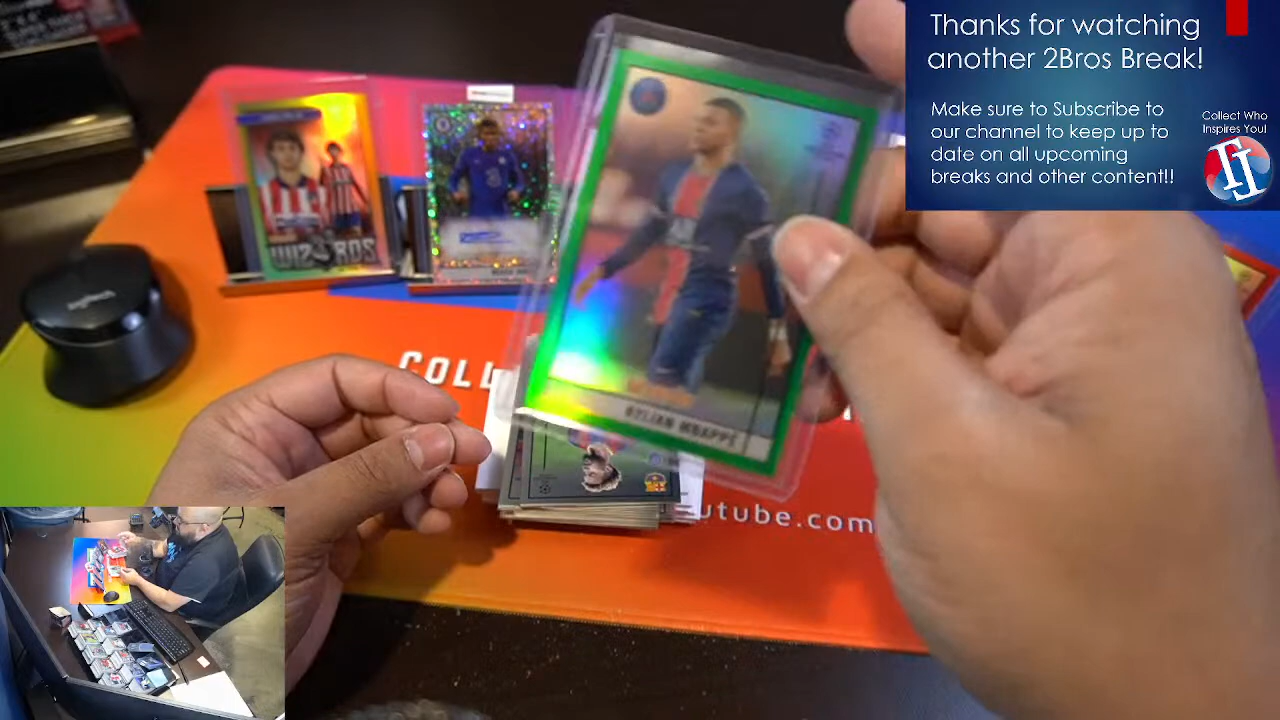 Thanks for watching
another 2Bros Break!
Make sure to Subscribe to
our channel to keep up to
date on all upcoming
breaks and other content!!
Collect Who
Inspires You!
WIZARDS
KYLIAN MBAPPÉ
COLL
utube.com